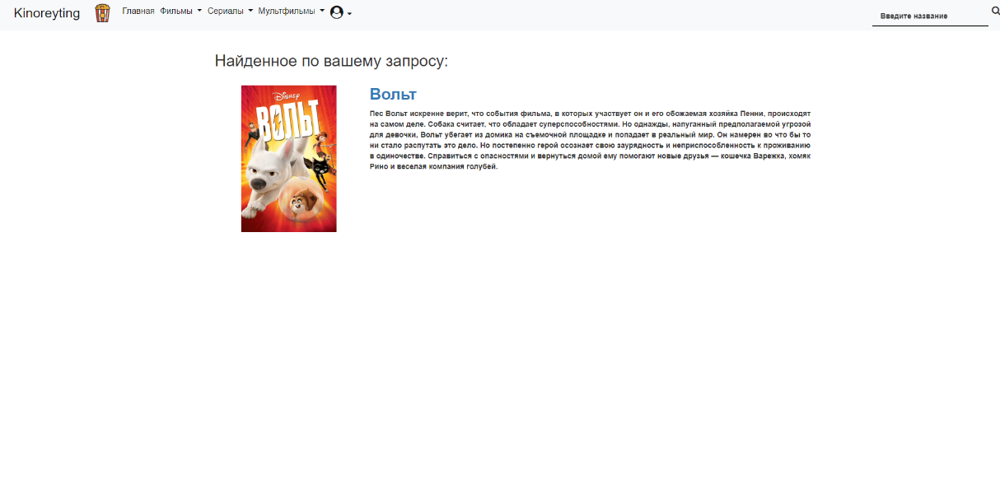 Kinoreyting
Главная Фильмы Сериалы Мультфильмы
Введите название
Найденное по вашему запросу:
Disney
ВОЛЬТ
Вольт
Пес Вольт искренне верит, что события фильма, в которых участвует он и его обожаемая хозяйка Пенни, происходят
на самом деле. Собака считает, что обладает суперспособностями. Но однажды, напуганный предполагаемой угрозой
для девочки, Вольт убегает из домика на съемочной площадке и попадает в реальный мир. Он намерен во что бы то
ни стало распутать это дело. Но постепенно герой осознает свою заурядность и неприспособленность к проживанию
в одиночестве. Справиться с опасностями и вернуться домой ему помогают новые друзья — кошечка Варежка, хомяк
Рино и веселая компания голубей.